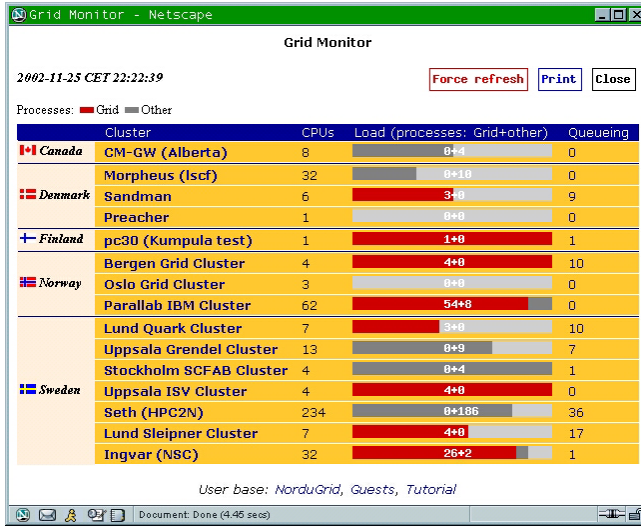 Grid Monitor - Netscape
Grid Monitor
2002-11-25 CET 22:22:39
Force refresh Print Close
Processes: Grid Other
Cluster CPUs Load (processes: Grid+other) Queueing
Canada CM-GW (Alberta) 8 0+4 0
Morpheus (lscf) 32 0+10 0
Denmark Sandman 6 3+0 9
Preacher 1 0+0 0
Finland pc30 (Kumpula test) 1 1+0 1
Bergen Grid Cluster 4 4+0 10
Norway Oslo Grid Cluster 3 0+0 0
Parallab IBM Cluster 62 54+8 0
Lund Quark Cluster 7 3+0 10
Uppsala Grendel Cluster 13 0+9 7
Stockholm SCFAB Cluster 4 0+4 1
Sweden Uppsala ISV Cluster 4 4+0 0
Seth (HPC2N) 234 0+186 36
Lund Sleipner Cluster 7 4+0 17
Ingvar (NSC) 32 26+2 1
User base: NorduGrid, Guests, Tutorial
Document: Done (4.45 secs)